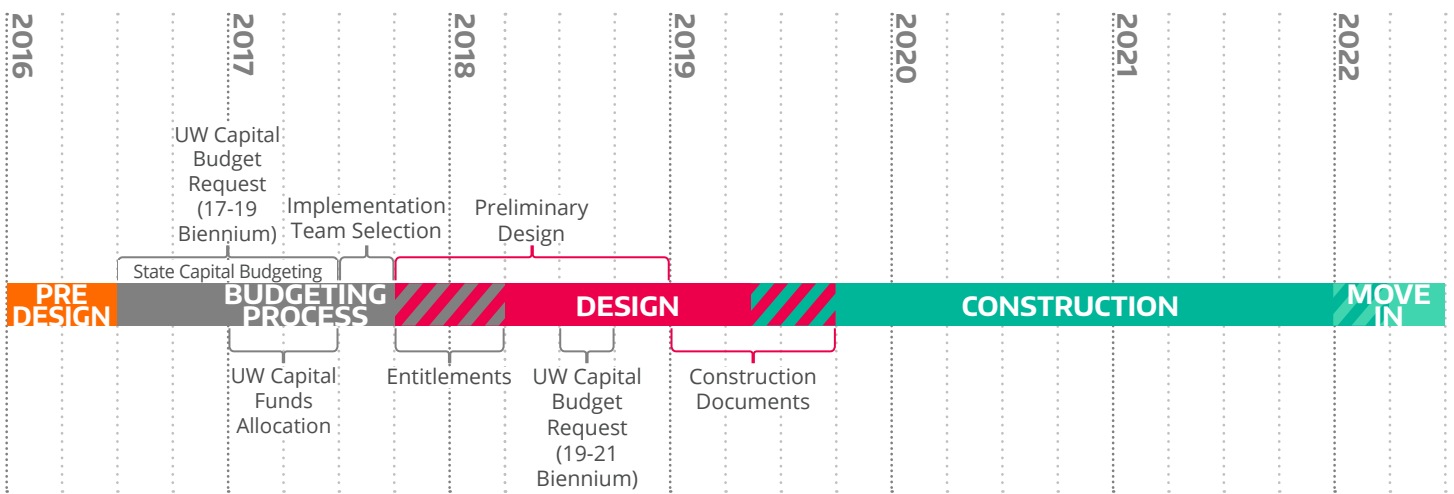 2016
2017
2018
2019
2020
2021
2022
UW Capital
Budget
Request
(17-19
Biennium)
Implementation
Team Selection
Preliminary
Design
State Capital Budgeting
PRE
DESIGN
BUDGETING
PROCESS
DESIGN
CONSTRUCTION
MOVE
IN
UW Capital
Funds
Allocation
Entitlements
UW Capital
Budget
Request
(19-21
Biennium)
Construction
Documents